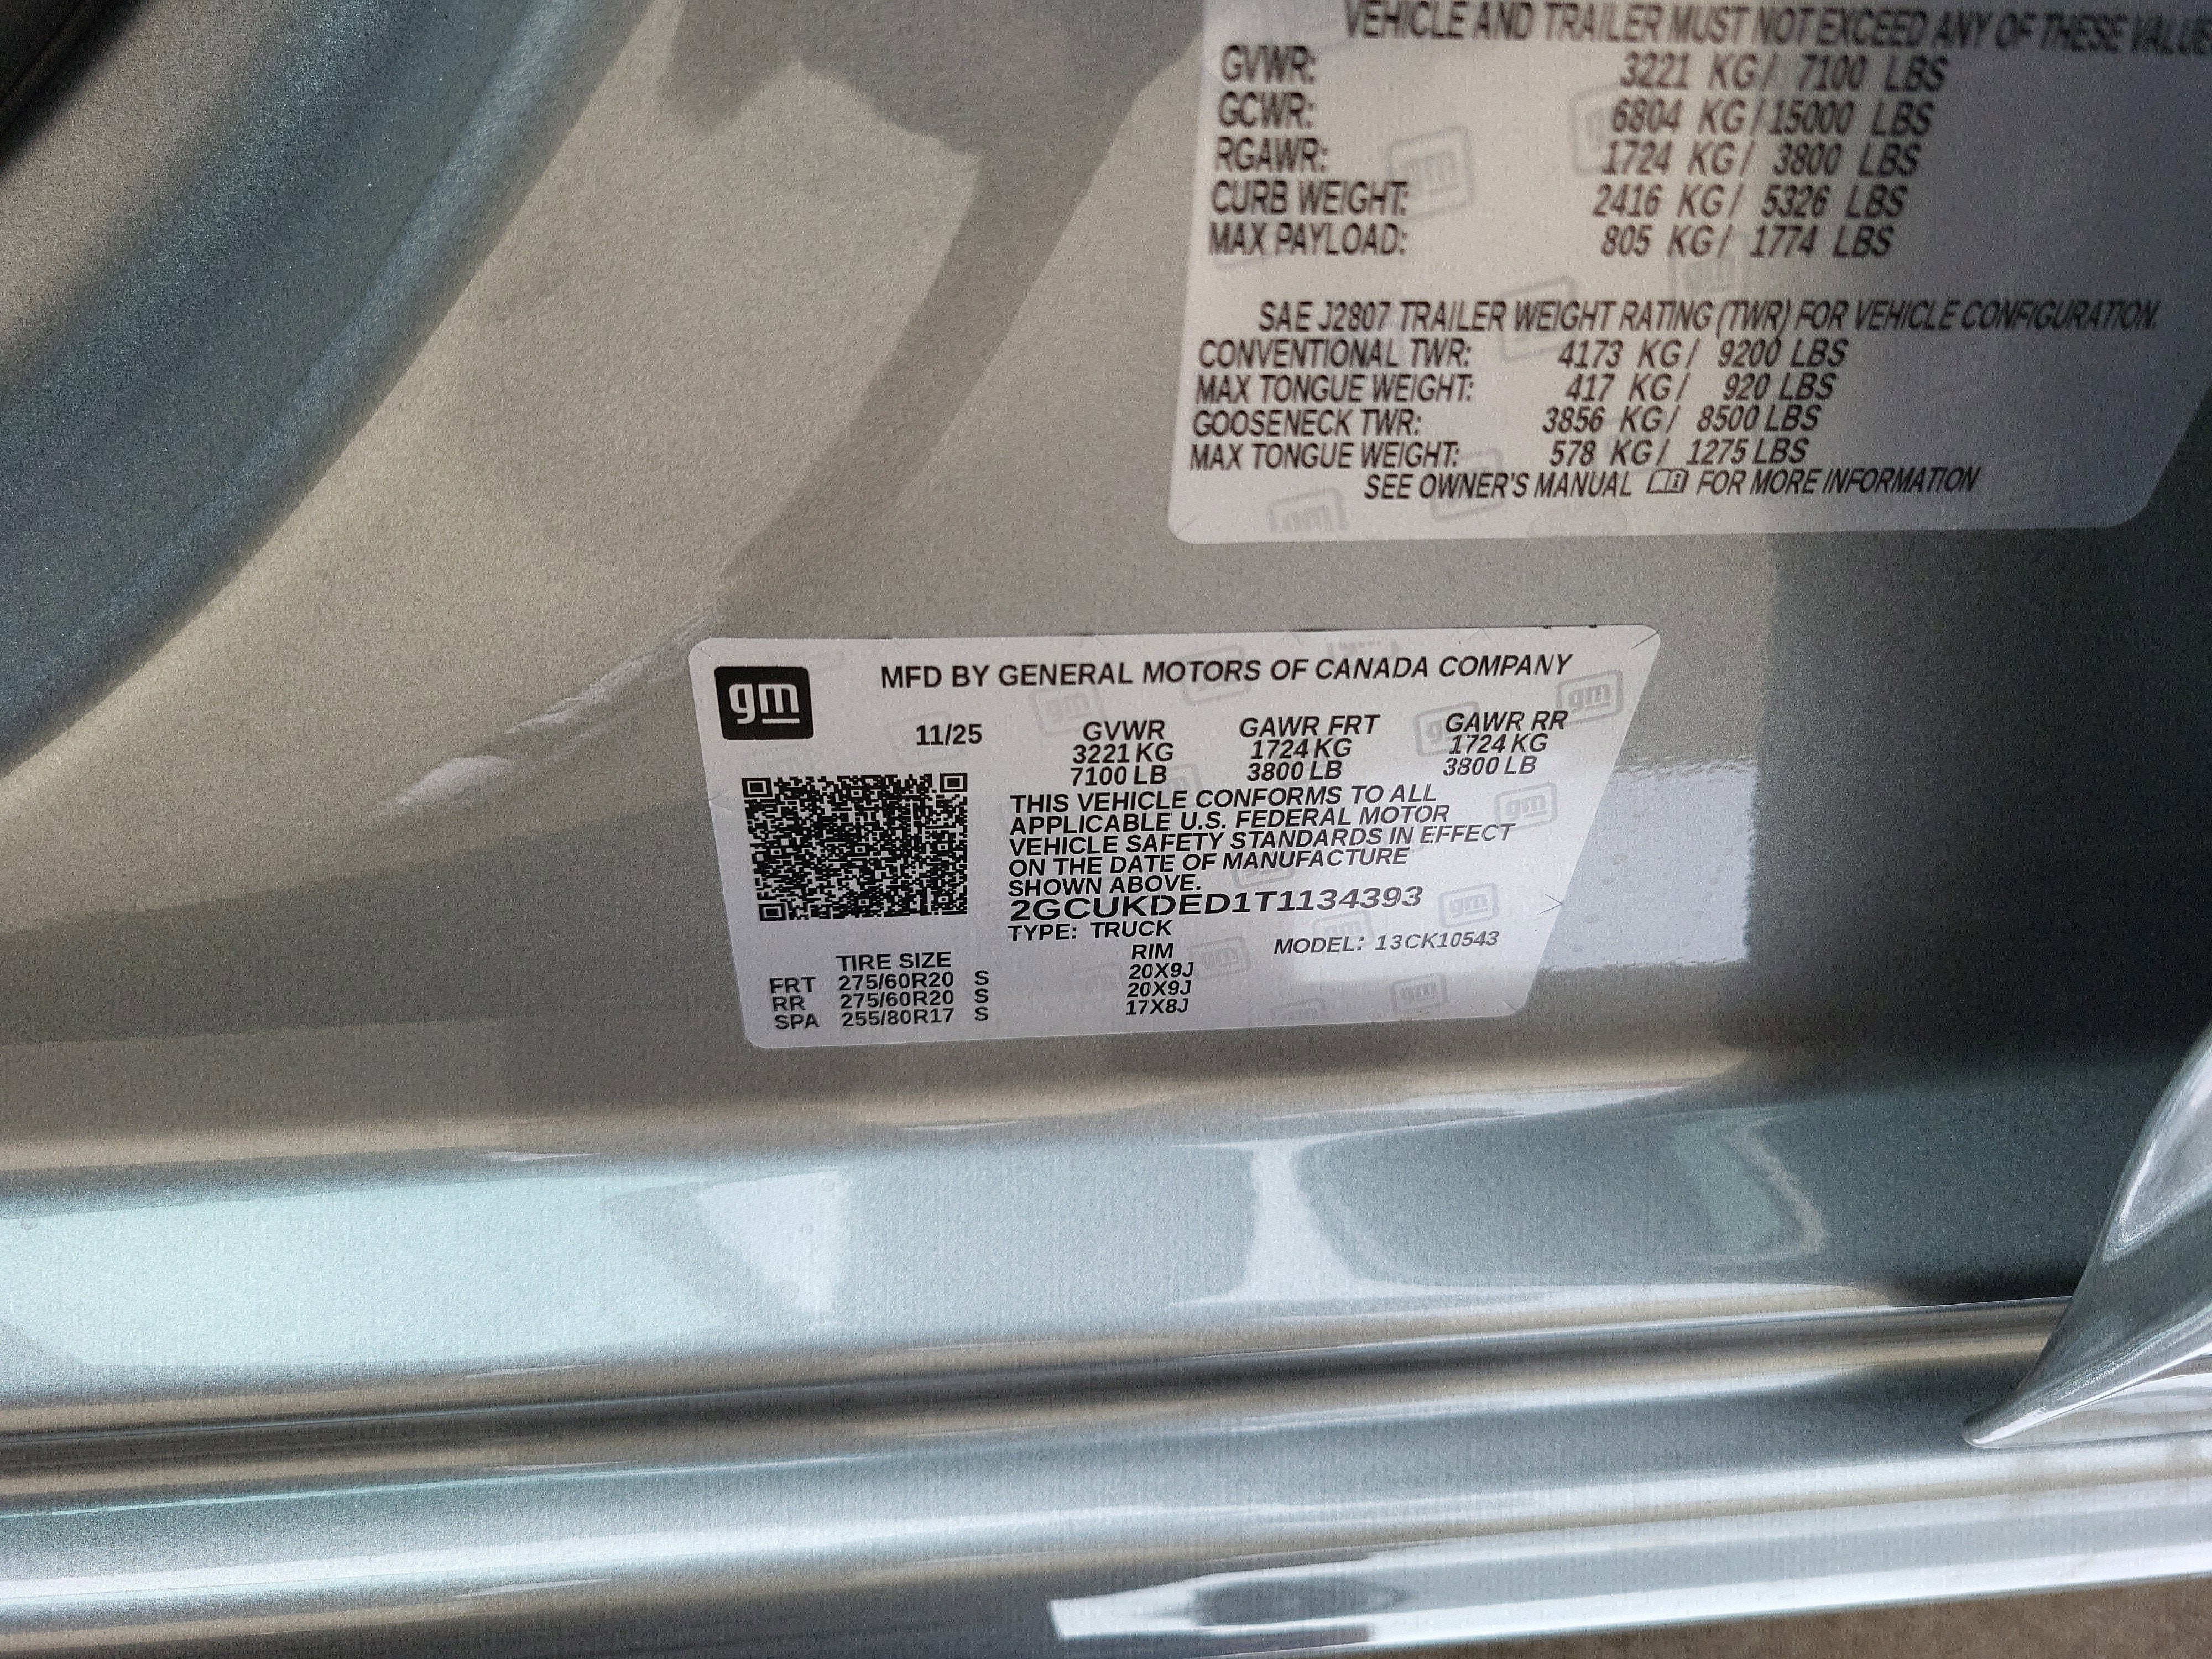 VEHICLE AND TRAILER MUST NOT EXCEED ANY OF THESE
GVWR: 3221 KG/ 7100 LBS
GCWR: 6804 KG/15000 LBS
RGAWR: 1724 KG/ 3800 LBS
CURB WEIGHT: 2416 KG/ 5326 LBS
MAX PAYLOAD: 805 KG/ 1774 LBS
SAE J2807 TRAILER WEIGHT RATING (TWR) FOR VEHICLE CONFIGURATION.
CONVENTIONAL TWR: 4173 KG/ 9200 LBS
MAX TONGUE WEIGHT: 417 KG/ 920 LBS
GOOSENECK TWR: 3856 KG/ 8500 LBS
MAX TONGUE WEIGHT: 578 KG/ 1275 LBS
SEE OWNER'S MANUAL FOR MORE INFORMATION
gm MFD BY GENERAL MOTORS OF CANADA COMPANY
11/25 GVWR GAWR FRT GAWR RR
3221 KG 1724 KG 1724 KG
7100 LB 3800 LB 3800 LB
THIS VEHICLE CONFORMS TO ALL
APPLICABLE U.S. FEDERAL MOTOR
VEHICLE SAFETY STANDARDS IN EFFECT
ON THE DATE OF MANUFACTURE
SHOWN ABOVE.
2GCUKDED1T1134393
TYPE: TRUCK MODEL: 13CK10543
TIRE SIZE RIM
FRT 275/60R20 S 20X9J
RR 275/60R20 S 20X9J
SPA 255/80R17 S 17X8J